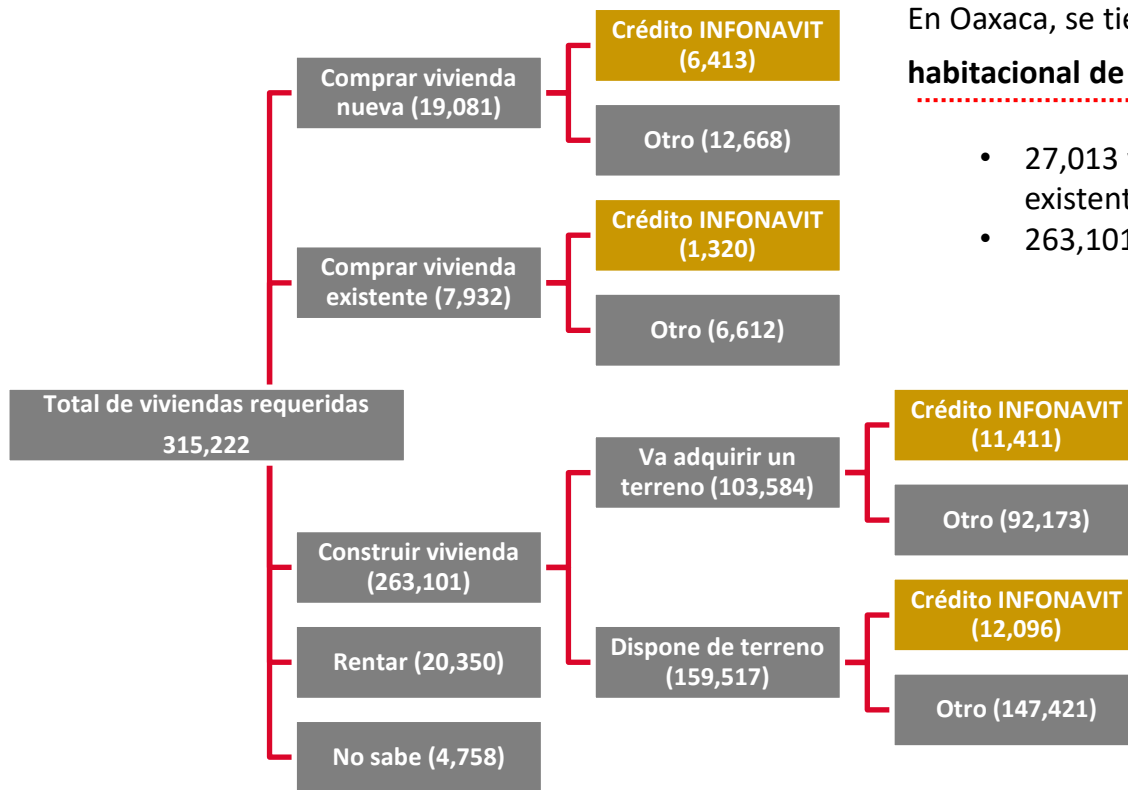 Crédito INFONAVIT
(6,413)
Comprar vivienda
nueva (19,081)
Otro (12,668)
Crédito INFONAVIT
(1,320)
Comprar vivienda
existente (7,932)
Otro (6,612)
Total de viviendas requeridas
315,222
Crédito INFONAVIT
(11,411)
Va adquirir un
terreno (103,584)
Otro (92,173)
Construir vivienda
(263,101)
Crédito INFONAVIT
(12,096)
Dispone de terreno
(159,517)
Otro (147,421)
Rentar (20,350)
No sabe (4,758)
En Oaxaca, se
habitacional de
• 27,013
• 263,101